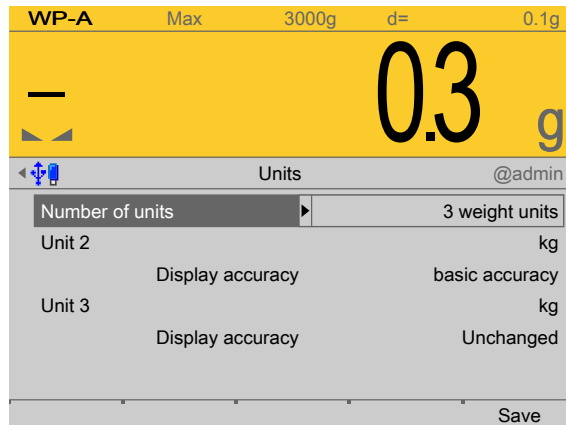 WP-A Max 3000g d= 0.1g
– 0.3 g
Units @admin
Number of units 3 weight units
Unit 2 kg
Display accuracy basic accuracy
Unit 3 kg
Display accuracy Unchanged
Save